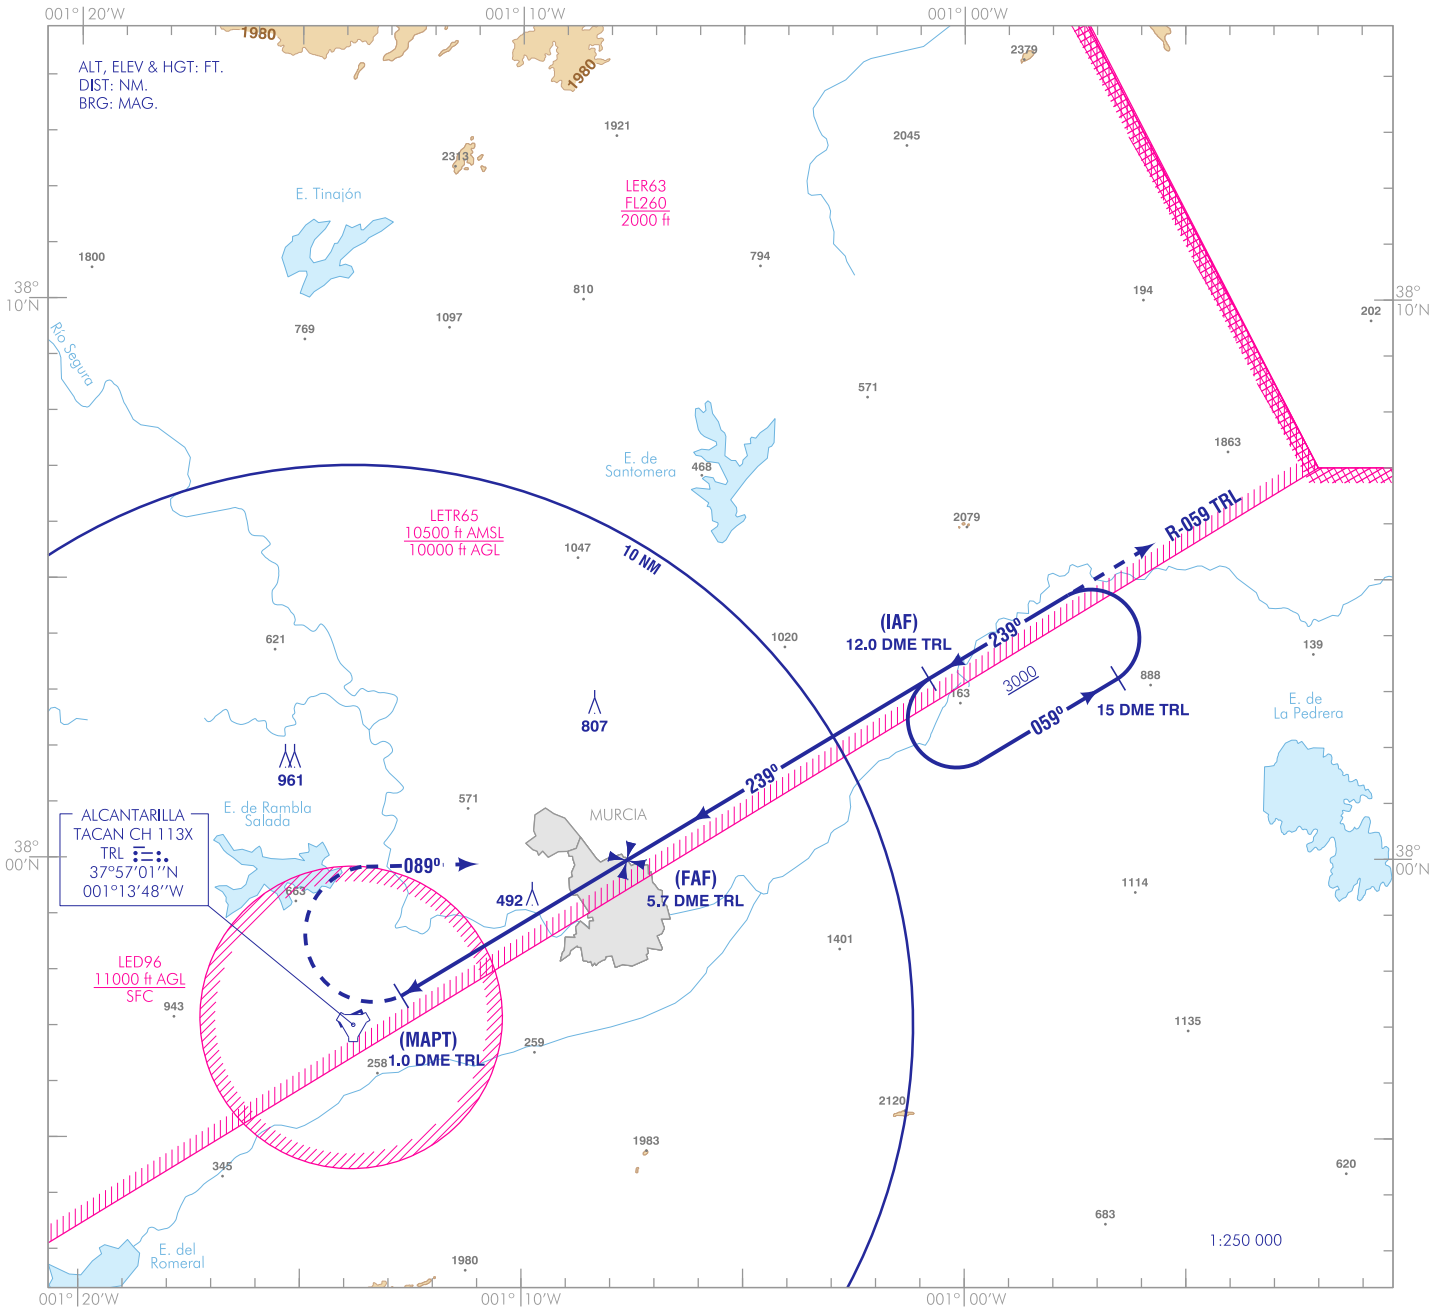 001°20'W
001°10'W
001°00'W
1980
1980
2379
ALT, ELEV & HGT: FT.
DIST: NM.
BRG: MAG.
1921
2045
2313
E. Tinajón
LER63
FL260
2000 ft
1800
794
810
194
38°
10'N
38°
10'N
202
1097
769
Río Segura
571
1863
E. de
Santomera
468
LETR65
10500 ft AMSL
10000 ft AGL
2079
R-059 TRL
1047
10 NM
621
1020
(IAF)
12.0 DME TRL
239º
139
3000
888
163
15 DME TRL
059º
E. de
La Pedrera
807
961
239º
571
E. de Rambla
Salada
MURCIA
ALCANTARILLA
TACAN CH 113X
TRL
37°57'01''N
001°13'48''W
38°
00'N
38°
00'N
089º
(FAF)
5.7 DME TRL
663
492
1114
1401
LED96
11000 ft AGL
SFC
943
1135
(MAPT)
1.0 DME TRL
259
258
2120
1983
345
620
683
1:250 000
E. del
Romeral
1980
001°20'W
001°10'W
001°00'W